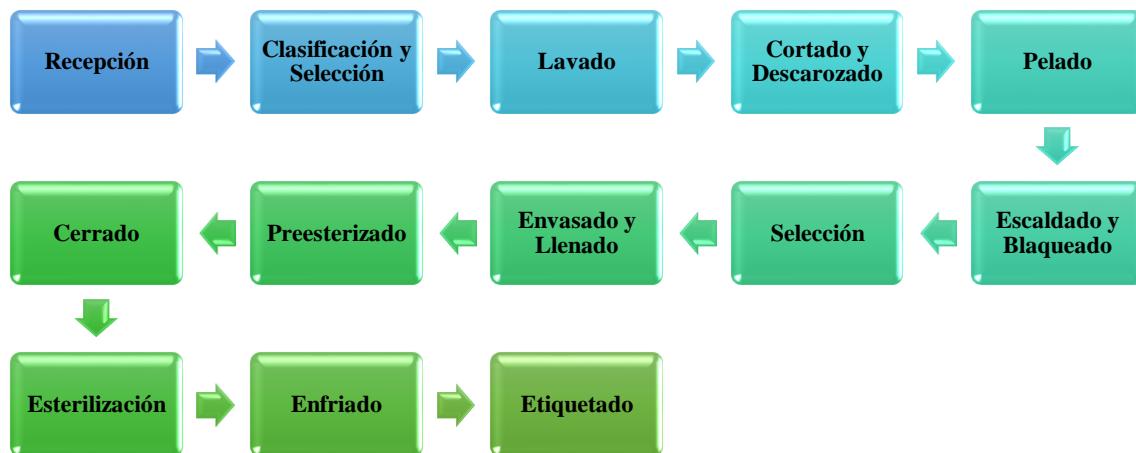 Recepción
Clasificación y
Selección
Lavado
Cortado y
Descarozado
Pelado
Escaldado y
Blaqueado
Selección
Envasado y
Llenado
Preesterizado
Cerrado
Esterilización
Enfriado
Etiquetado